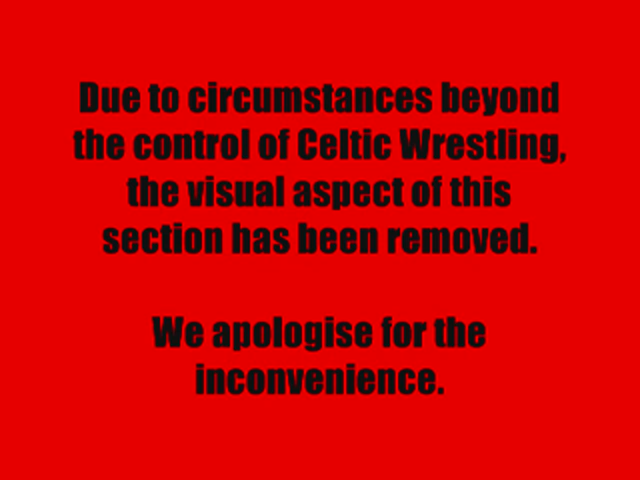 Due to circumstances beyond
the control of Celtic Wrestling,
the visual aspect of this
section has been removed.
We apologise for the
inconvenience.